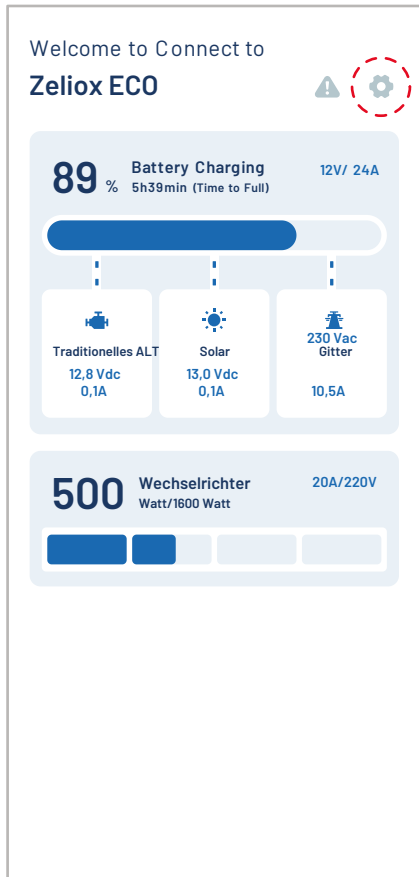 Welcome to Connect to
Zeliox ECO
89 %
Battery Charging
5h39min (Time to Full)
12V/ 24A
Traditionelles ALT
12,8 Vdc
0,1A
Solar
13,0 Vdc
0,1A
230 Vac
Gitter
10,5A
500
Wechselrichter
Watt/1600 Watt
20A/220V